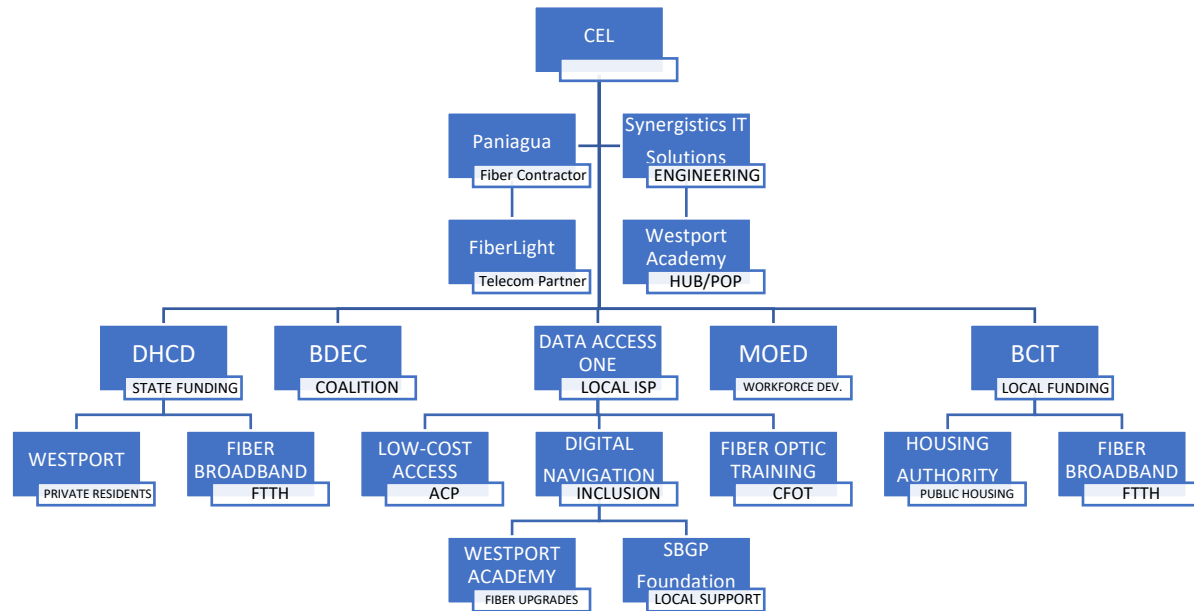 CEL
Paniagua
Fiber Contractor
Synergistics IT
Solutions
ENGINEERING
FiberLight
Telecom Partner
Westport
Academy
HUB/POP
DHCD
STATE FUNDING
BDEC
COALITION
DATA ACCESS
ONE
LOCAL ISP
MOED
WORKFORCE DEV.
BCIT
LOCAL FUNDING
WESTPORT
PRIVATE RESIDENTS
FIBER
BROADBAND
FTTH
LOW-COST
ACCESS
ACP
DIGITAL
NAVIGATION
INCLUSION
FIBER OPTIC
TRAINING
CFOT
HOUSING
AUTHORITY
PUBLIC HOUSING
FIBER
BROADBAND
FTTH
WESTPORT
ACADEMY
FIBER UPGRADES
SBGP
Foundation
LOCAL SUPPORT